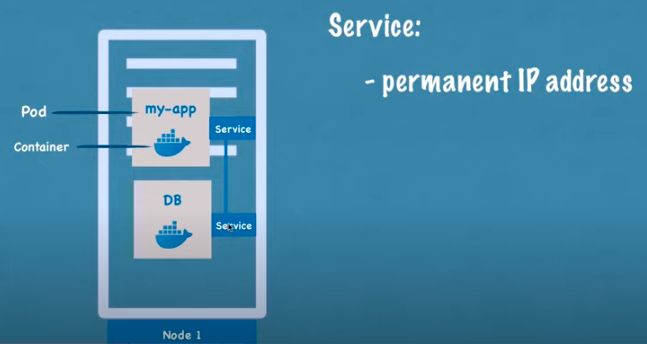 Service:
- permanent IP address
Pod
my-app
Service
Container
DB
Service
Node 1